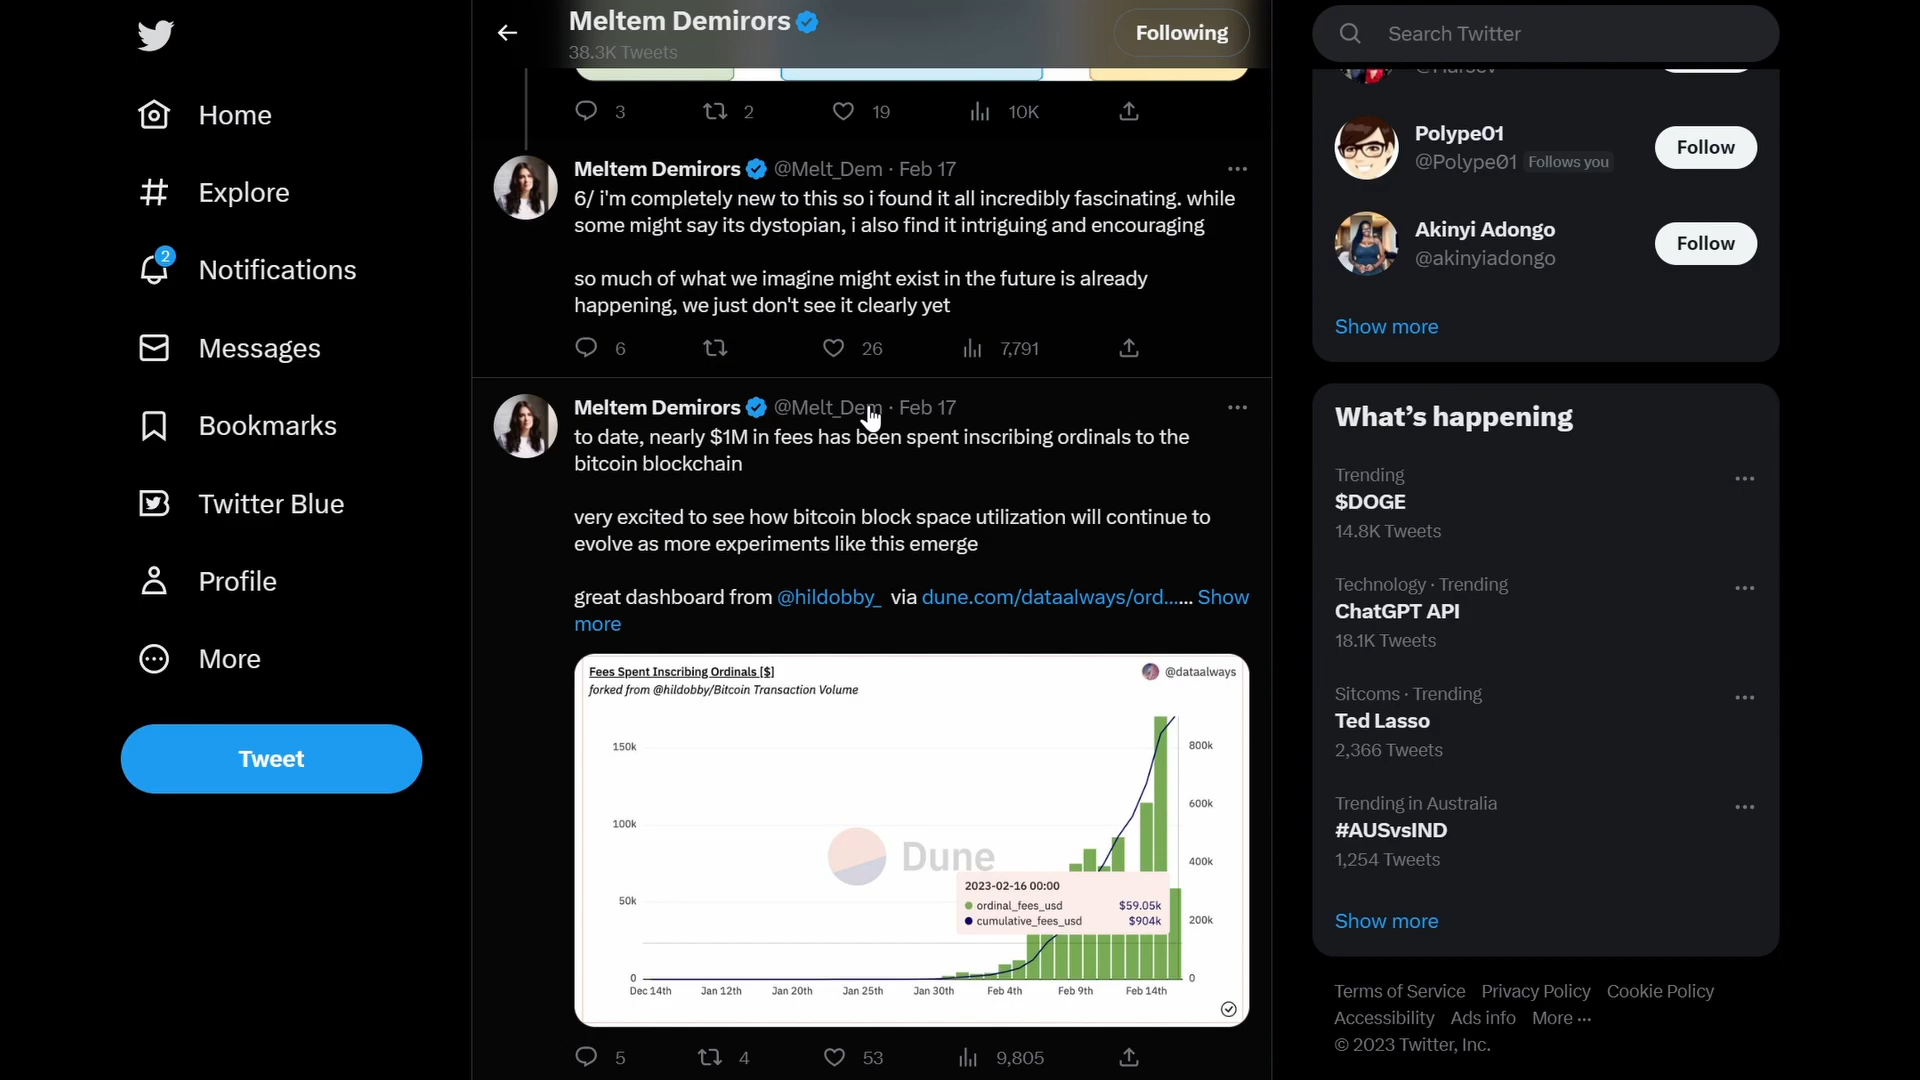 Home
Explore
2
Notifications
Messages
Bookmarks
Twitter Blue
Profile
More
Tweet
Meltem Demirors
38.3K Tweets
Following
3 2 19 10K
Meltem Demirors @Melt_Dem · Feb 17
6/ i'm completely new to this so i found it all incredibly fascinating. while
some might say its dystopian, i also find it intriguing and encouraging
so much of what we imagine might exist in the future is already
happening, we just don't see it clearly yet
6 26 7,791
Meltem Demirors @Melt_Dem · Feb 17
to date, nearly $1M in fees has been spent inscribing ordinals to the
bitcoin blockchain
very excited to see how bitcoin block space utilization will continue to
evolve as more experiments like this emerge
great dashboard from @hildobby_ via dune.com/dataalways/ord...... Show
more
Fees Spent Inscribing Ordinals [$]
@dataalways
forked from @hildobby/Bitcoin Transaction Volume
150k
800k
600k
100k
Dune
400k
2023-02-16 00:00
50k
ordinal_fees_usd $59.05k
cumulative_fees_usd $904k
200k
0
0
Dec 14th Jan 12th Jan 20th Jan 25th Jan 30th Feb 4th Feb 9th Feb 14th
5 4 53 9,805
Search Twitter
Polype01
@Polype01 Follows you
Follow
Akinyi Adongo
@akinyiadongo
Follow
Show more
What's happening
Trending
$DOGE
14.8K Tweets
Technology · Trending
ChatGPT API
18.1K Tweets
Sitcoms · Trending
Ted Lasso
2,366 Tweets
Trending in Australia
#AUSvsIND
1,254 Tweets
Show more
Terms of Service Privacy Policy Cookie Policy
Accessibility Ads info More ···
© 2023 Twitter, Inc.